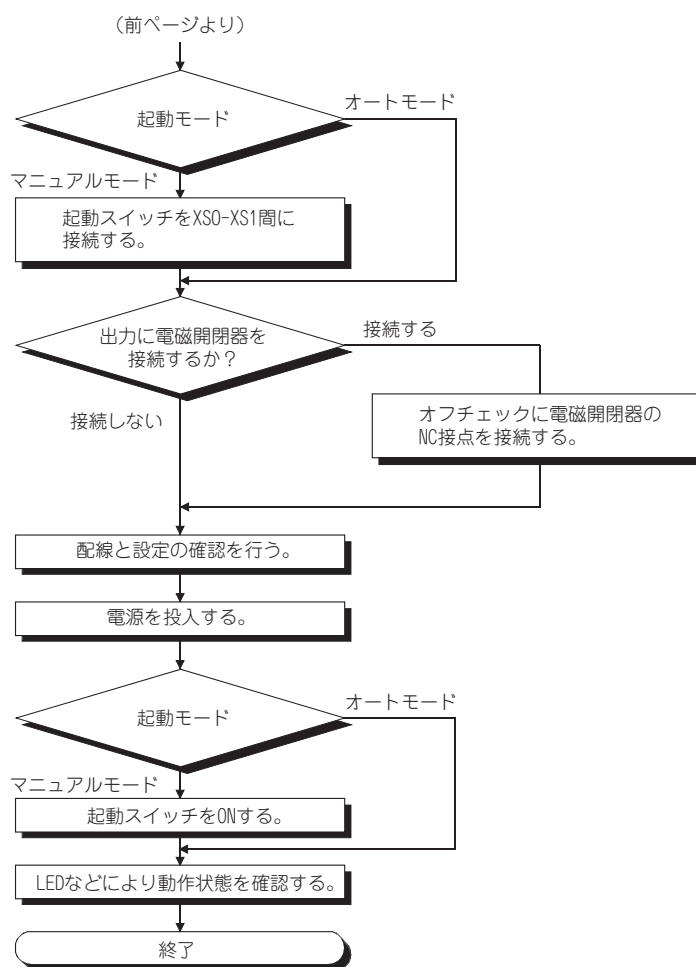 （前ページより）
起動モード
オートモード
マニュアルモード
起動スイッチをXS0-XS1間に
接続する。
出力に電磁開閉器を
接続するか？
接続する
接続しない
オフチェックに電磁開閉器の
NC接点を接続する。
配線と設定の確認を行う。
電源を投入する。
起動モード
オートモード
マニュアルモード
起動スイッチをONする。
LEDなどにより動作状態を確認する。
終了